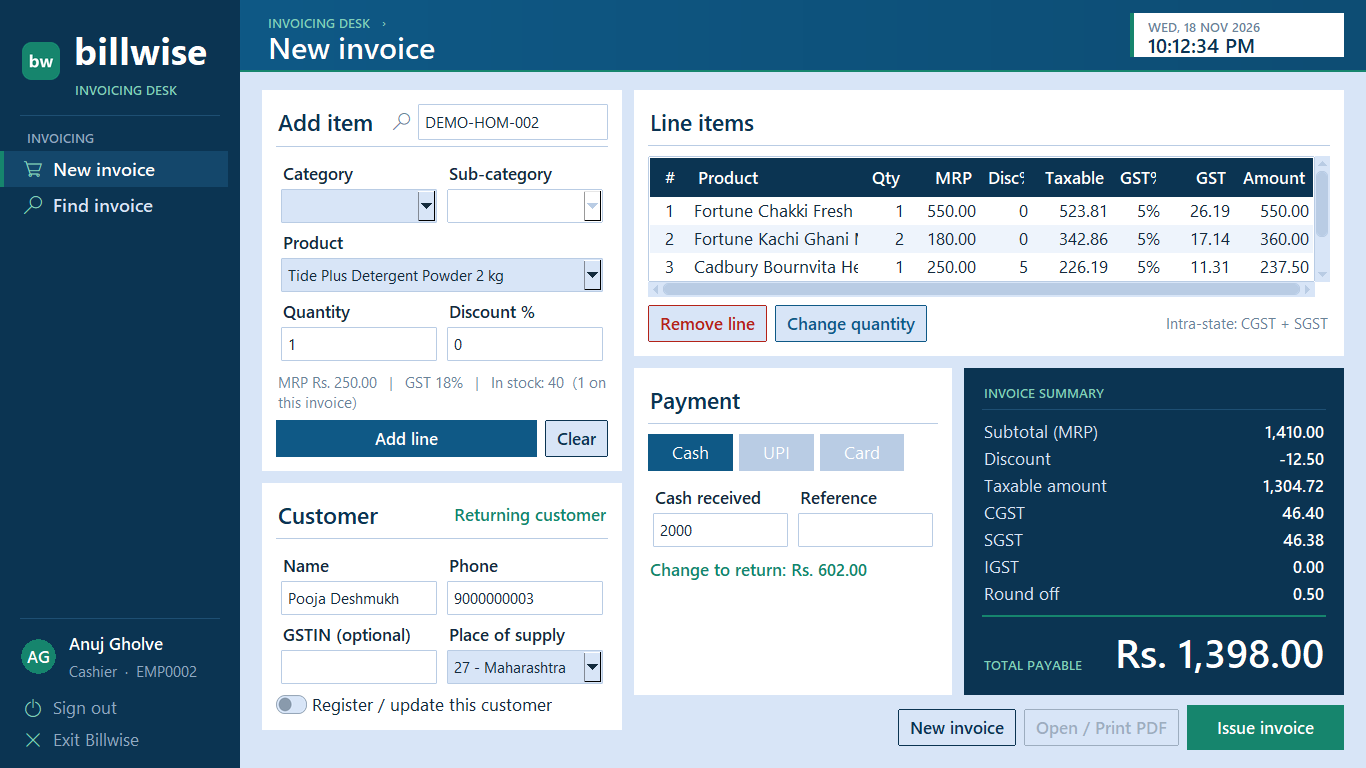 bw billwise
INVOICING DESK
INVOICING
New invoice
Find invoice
AG Anuj Gholve
Cashier · EMP0002
Sign out
Exit Billwise
INVOICING DESK ›
New invoice
WED, 18 NOV 2026
10:12:34 PM
Add item DEMO-HOM-002
Category Sub-category
Product
Tide Plus Detergent Powder 2 kg
Quantity Discount %
1 0
MRP Rs. 250.00 | GST 18% | In stock: 40 (1 on
this invoice)
Add line Clear
Customer Returning customer
Name Phone
Pooja Deshmukh 9000000003
GSTIN (optional) Place of supply
27 - Maharashtra
Register / update this customer
Line items
# Product Qty MRP Disc% Taxable GST% GST Amount
1 Fortune Chakki Fresh 1 550.00 0 523.81 5% 26.19 550.00
2 Fortune Kachi Ghani 2 180.00 0 342.86 5% 17.14 360.00
3 Cadbury Bournvita He 1 250.00 5 226.19 5% 11.31 237.50
Remove line Change quantity Intra-state: CGST + SGST
Payment
Cash UPI Card
Cash received Reference
2000
Change to return: Rs. 602.00
INVOICE SUMMARY
Subtotal (MRP) 1,410.00
Discount -12.50
Taxable amount 1,304.72
CGST 46.40
SGST 46.38
IGST 0.00
Round off 0.50
TOTAL PAYABLE Rs. 1,398.00
New invoice Open / Print PDF Issue invoice